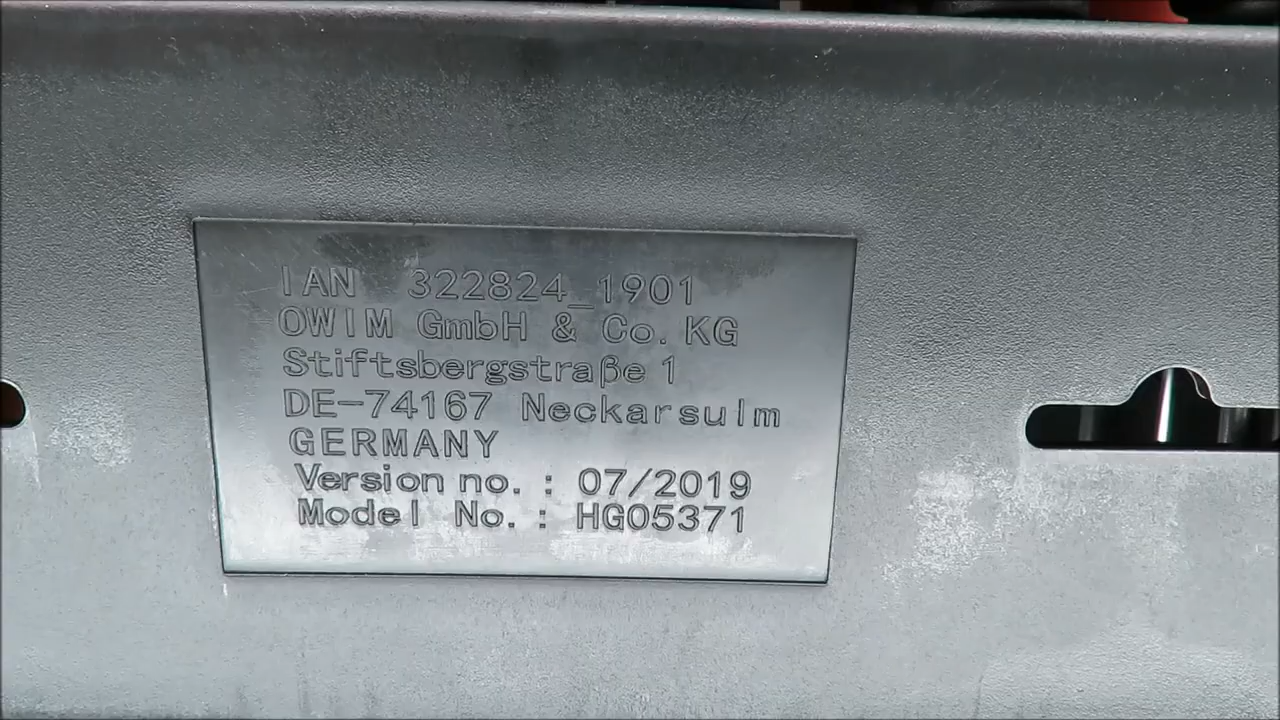 IAN 322824_1901
OWIM GmbH & Co. KG
Stiftsbergstraße 1
DE-74167 Neckarsulm
GERMANY
Version no. : 07/2019
Model No. : HG05371